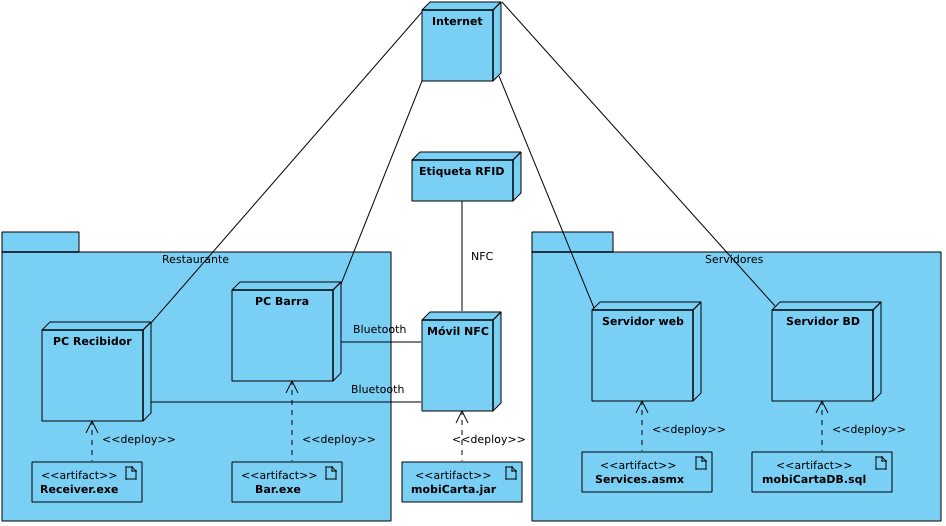 Internet
Etiqueta RFID
NFC
Restaurante
Servidores
PC Barra
PC Recibidor
Bluetooth
Móvil NFC
Servidor web
Servidor BD
Bluetooth
<<deploy>>
<<deploy>>
<<deploy>>
<<deploy>>
<<deploy>>
<<artifact>>
Receiver.exe
<<artifact>>
Bar.exe
<<artifact>>
mobiCarta.jar
<<artifact>>
Services.asmx
<<artifact>>
mobiCartaDB.sql